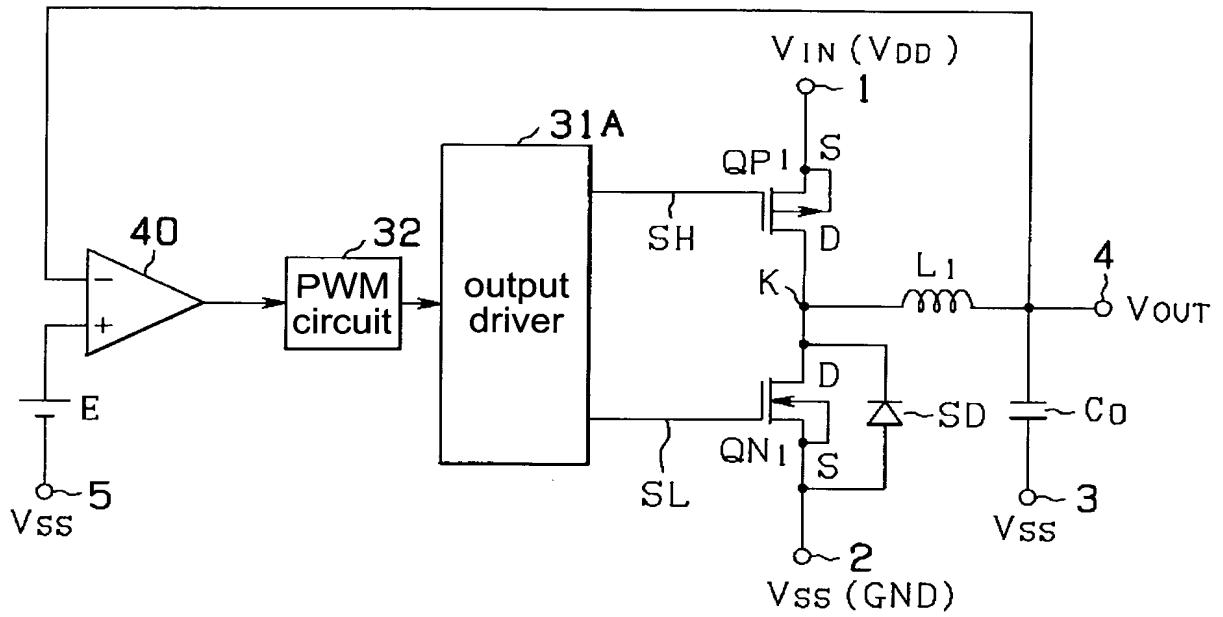 VIN (VDD)
1
31A
QP1
S
40
32
SH
D
4
−
PWM
circuit
output
driver
K
L1
VOUT
+
D
E
SD
CO
QN1
S
5
SL
3
VSS
VSS
2
VSS (GND)